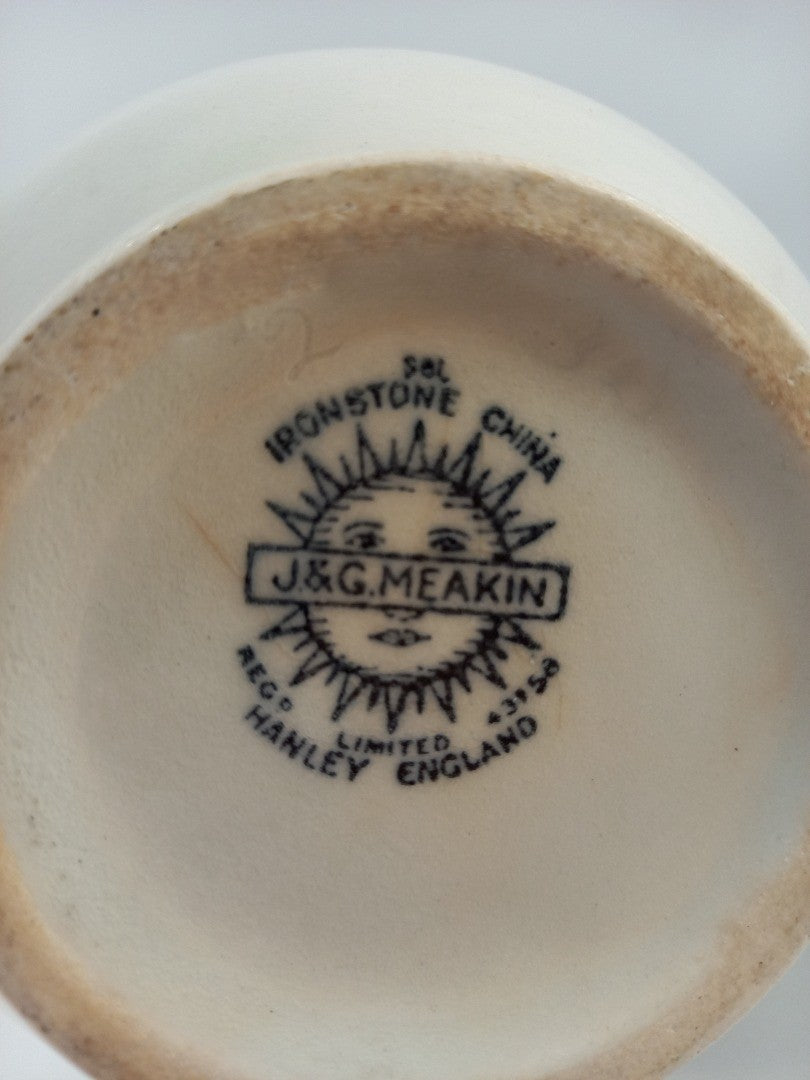 SOL
IRONSTONE CHINA
J.&G.MEAKIN
REGD
LIMITED
HANLEY ENGLAND